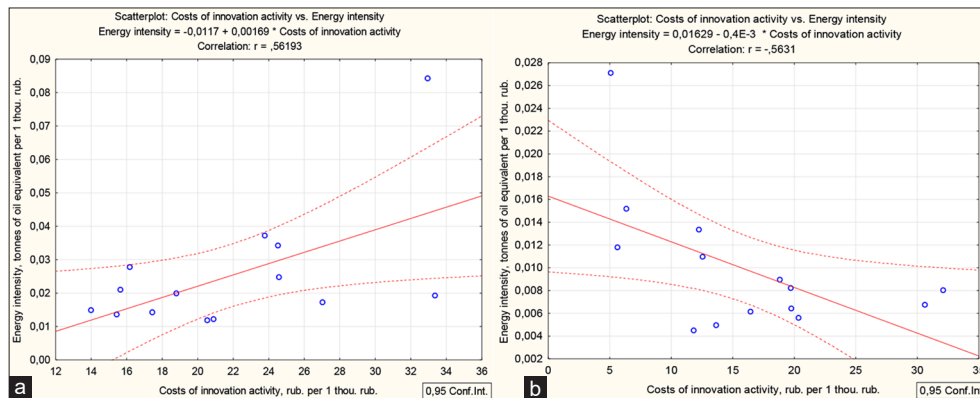 Scatterplot: Costs of innovation activity vs. Energy intensity
Energy intensity = -0,0117 + 0,00169 * Costs of innovation activity
Correlation: r = ,56193
Energy intensity, tonnes of oil equivalent per 1 thou. rub.
0,09
0,08
0,07
0,06
0,05
0,04
0,03
0,02
0,01
0,00
12 14 16 18 20 22 24 26 28 30 32 34 36
Costs of innovation activity, rub. per 1 thou. rub.
0,95 Conf.Int.
a
Scatterplot: Costs of innovation activity vs. Energy intensity
Energy intensity = 0,01629 - 0,4E-3 * Costs of innovation activity
Correlation: r = -,5631
Energy intensity, tonnes of oil equivalent per 1 thou. rub.
0,028
0,026
0,024
0,022
0,020
0,018
0,016
0,014
0,012
0,010
0,008
0,006
0,004
0,002
0 5 10 15 20 25 30 35
Costs of innovation activity, rub. per 1 thou. rub.
0,95 Conf.Int.
b